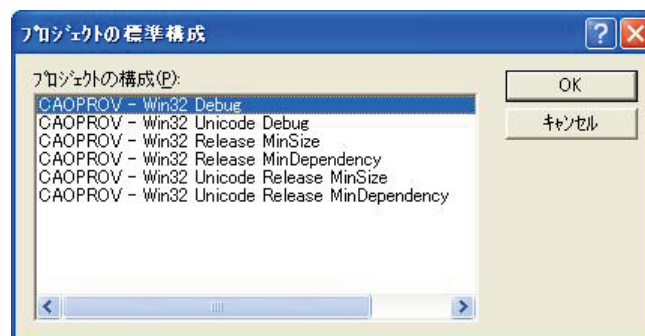 プロジェクトの標準構成
プロジェクトの構成(P):
OK
キャンセル
CAOPROV - Win32 Debug
CAOPROV - Win32 Unicode Debug
CAOPROV - Win32 Release MinSize
CAOPROV - Win32 Release MinDependency
CAOPROV - Win32 Unicode Release MinSize
CAOPROV - Win32 Unicode Release MinDependency